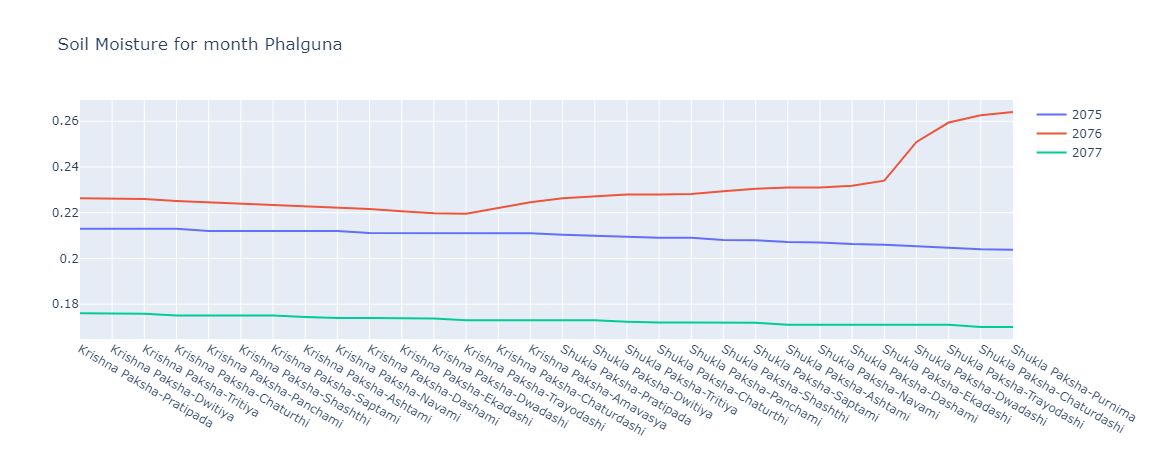 Soil Moisture for month Phalguna
0.26
0.24
0.22
0.2
0.18
2075
2076
2077
Krishna Paksha-Pratipada
Krishna Paksha-Dwitiya
Krishna Paksha-Tritiya
Krishna Paksha-Chaturthi
Krishna Paksha-Panchami
Krishna Paksha-Shashthi
Krishna Paksha-Saptami
Krishna Paksha-Ashtami
Krishna Paksha-Navami
Krishna Paksha-Dashami
Krishna Paksha-Ekadashi
Krishna Paksha-Dwadashi
Krishna Paksha-Trayodashi
Krishna Paksha-Chaturdashi
Krishna Paksha-Amavasya
Shukla Paksha-Pratipada
Shukla Paksha-Dwitiya
Shukla Paksha-Tritiya
Shukla Paksha-Chaturthi
Shukla Paksha-Panchami
Shukla Paksha-Shashthi
Shukla Paksha-Saptami
Shukla Paksha-Ashtami
Shukla Paksha-Navami
Shukla Paksha-Dashami
Shukla Paksha-Ekadashi
Shukla Paksha-Dwadashi
Shukla Paksha-Trayodashi
Shukla Paksha-Chaturdashi
Shukla Paksha-Purnima